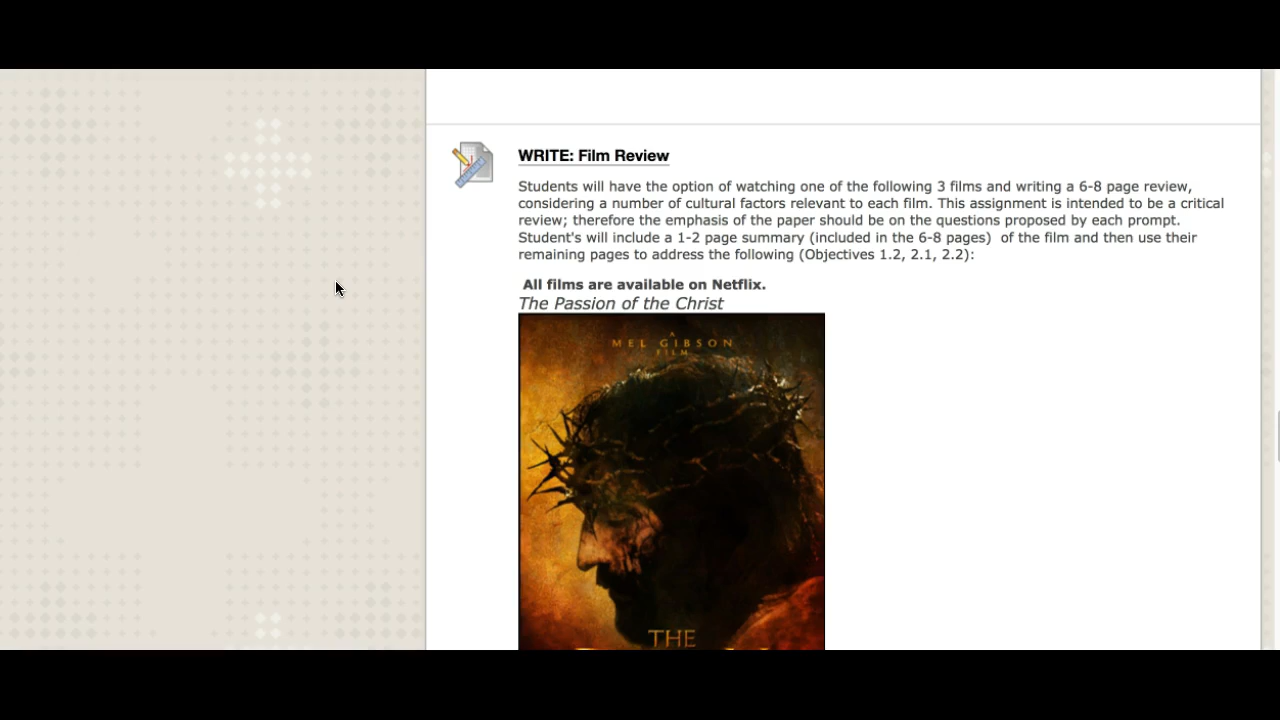 WRITE: Film Review
Students will have the option of watching one of the following 3 films and writing a 6-8 page review,
considering a number of cultural factors relevant to each film. This assignment is intended to be a critical
review; therefore the emphasis of the paper should be on the questions proposed by each prompt.
Student's will include a 1-2 page summary (included in the 6-8 pages)  of the film and then use their
remaining pages to address the following (Objectives 1.2, 2.1, 2.2):
All films are available on Netflix.
The Passion of the Christ
A
MEL GIBSON
FILM
THE